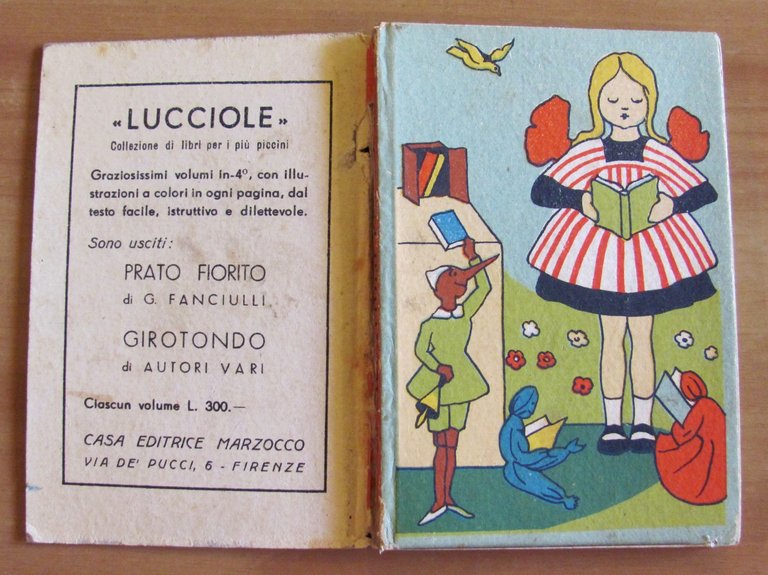 «LUCCIOLE»
Collezione di libri per i più piccini
Graziosissimi volumi in-4°, con illu-
strazioni a colori in ogni pagina, dal
testo facile, istruttivo e dilettevole.
Sono usciti:
PRATO FIORITO
di G. FANCIULLI
GIROTONDO
di AUTORI VARI
Ciascun volume L. 300.—
CASA EDITRICE MARZOCCO
VIA DE' PUCCI, 6 - FIRENZE